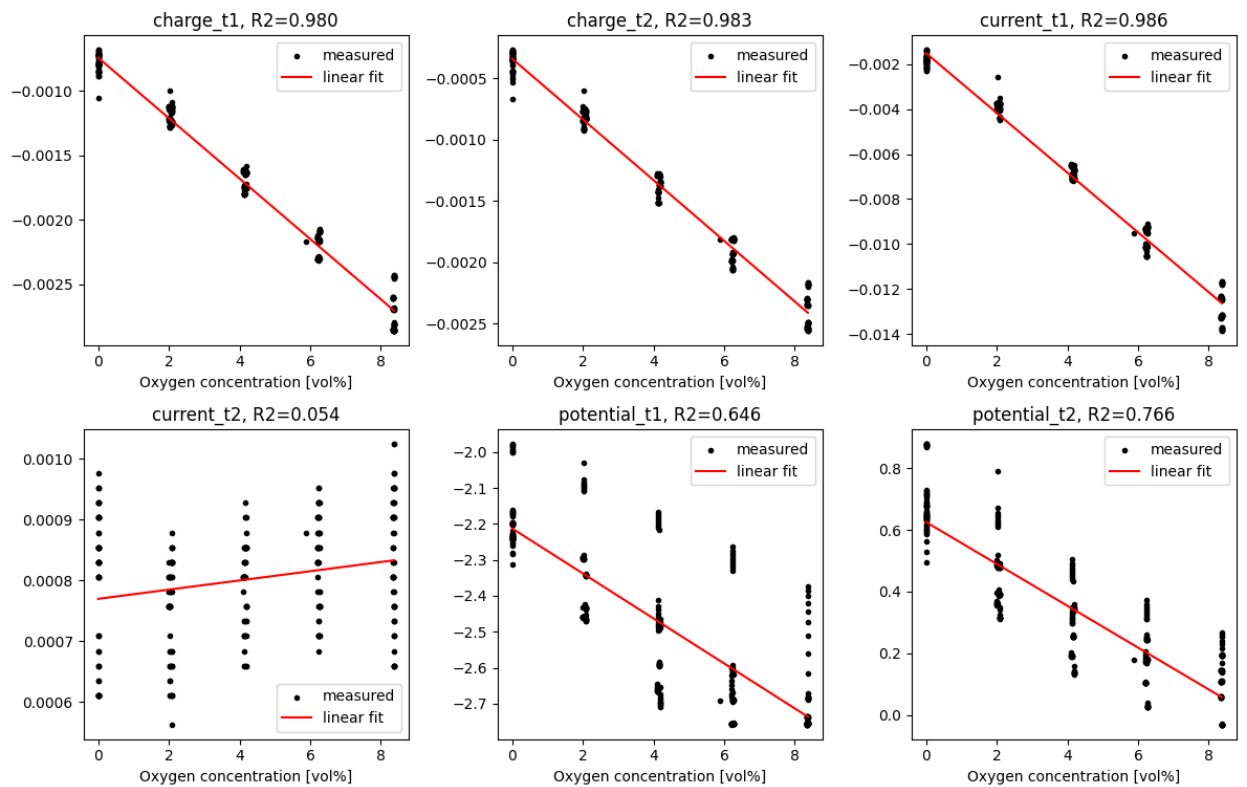 charge_t1, R2=0.980
measured
linear fit
−0.0010
−0.0015
−0.0020
−0.0025
0 2 4 6 8
Oxygen concentration [vol%]
charge_t2, R2=0.983
measured
linear fit
−0.0005
−0.0010
−0.0015
−0.0020
−0.0025
0 2 4 6 8
Oxygen concentration [vol%]
current_t1, R2=0.986
measured
linear fit
−0.002
−0.004
−0.006
−0.008
−0.010
−0.012
−0.014
0 2 4 6 8
Oxygen concentration [vol%]
current_t2, R2=0.054
0.0010
0.0009
0.0008
0.0007
0.0006
measured
linear fit
0 2 4 6 8
Oxygen concentration [vol%]
potential_t1, R2=0.646
measured
linear fit
−2.0
−2.1
−2.2
−2.3
−2.4
−2.5
−2.6
−2.7
0 2 4 6 8
Oxygen concentration [vol%]
potential_t2, R2=0.766
measured
linear fit
0.8
0.6
0.4
0.2
0.0
0 2 4 6 8
Oxygen concentration [vol%]